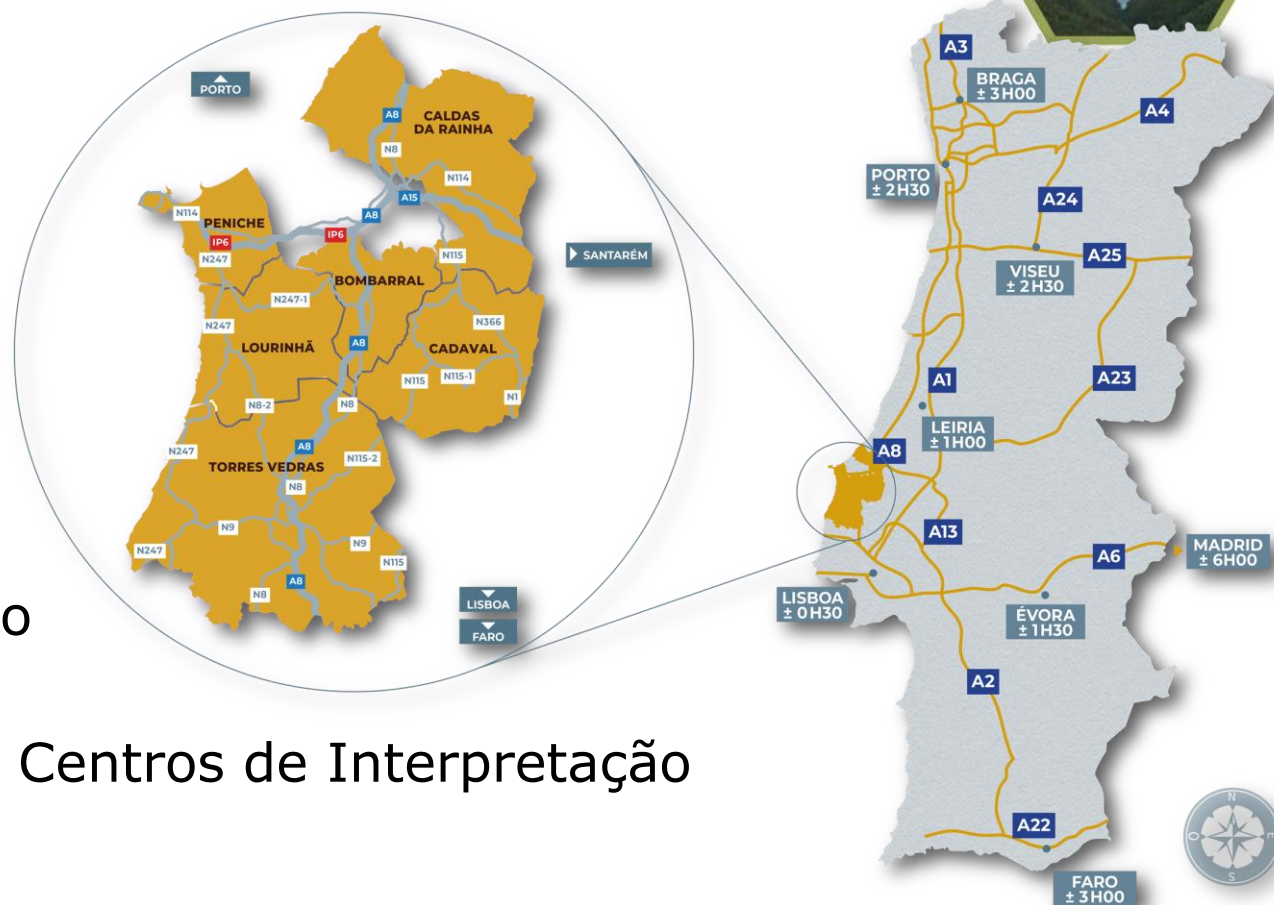 PORTO
A8
CALDAS
DA RAINHA
N8
N114
A15
N114
PENICHE
A8
IP6
IP6
N247
N115
SANTARÉM
BOMBARRAL
N247-1
N247
N366
A8
LOURINHÃ
CADAVAL
N115
N115-1
N8-2
N8
N1
N247
A8
N115-2
TORRES VEDRAS
N8
N9
N9
N247
N115
A8
N8
LISBOA
FARO
o
Centros de Interpretação
A3
BRAGA
± 3H00
A4
PORTO
± 2H30
A24
A25
VISEU
± 2H30
A1
A23
LEIRIA
± 1H00
A8
A13
A6
MADRID
± 6H00
LISBOA
± 0H30
ÉVORA
± 1H30
A2
A22
FARO
± 3H00
N
O
E
S